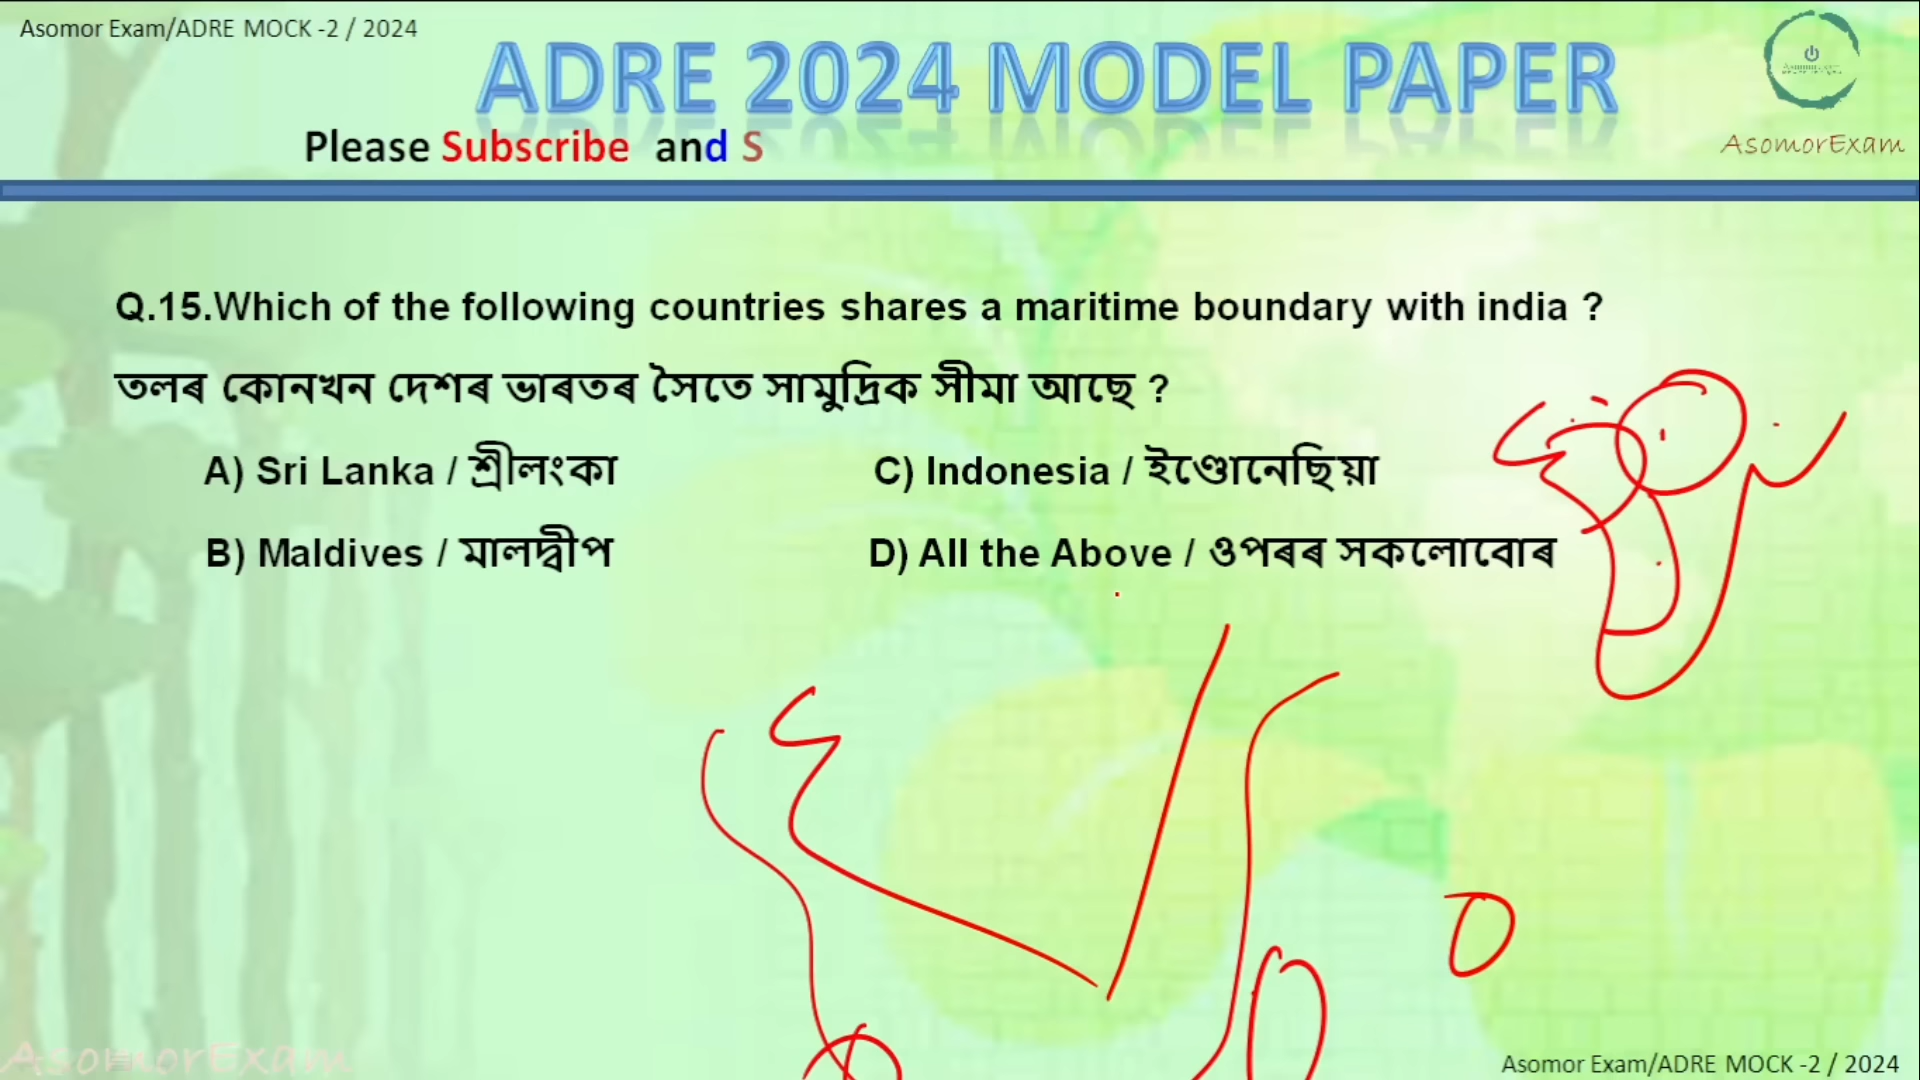 Asomor Exam/ADRE MOCK -2 / 2024
ADRE 2024 MODEL PAPER
Please Subscribe and S
AsomorExam
Q.15.Which of the following countries shares a maritime boundary with india ?
তলৰ কোনখন দেশৰ ভাৰতৰ সৈতে সামুদ্ৰিক সীমা আছে ?
A) Sri Lanka / শ্ৰীলংকা
C) Indonesia / ইণ্ডোনেছিয়া
B) Maldives / মালদ্বীপ
D) All the Above / ওপৰৰ সকলোবোৰ
AsomorExam
Asomor Exam/ADRE MOCK -2 / 2024